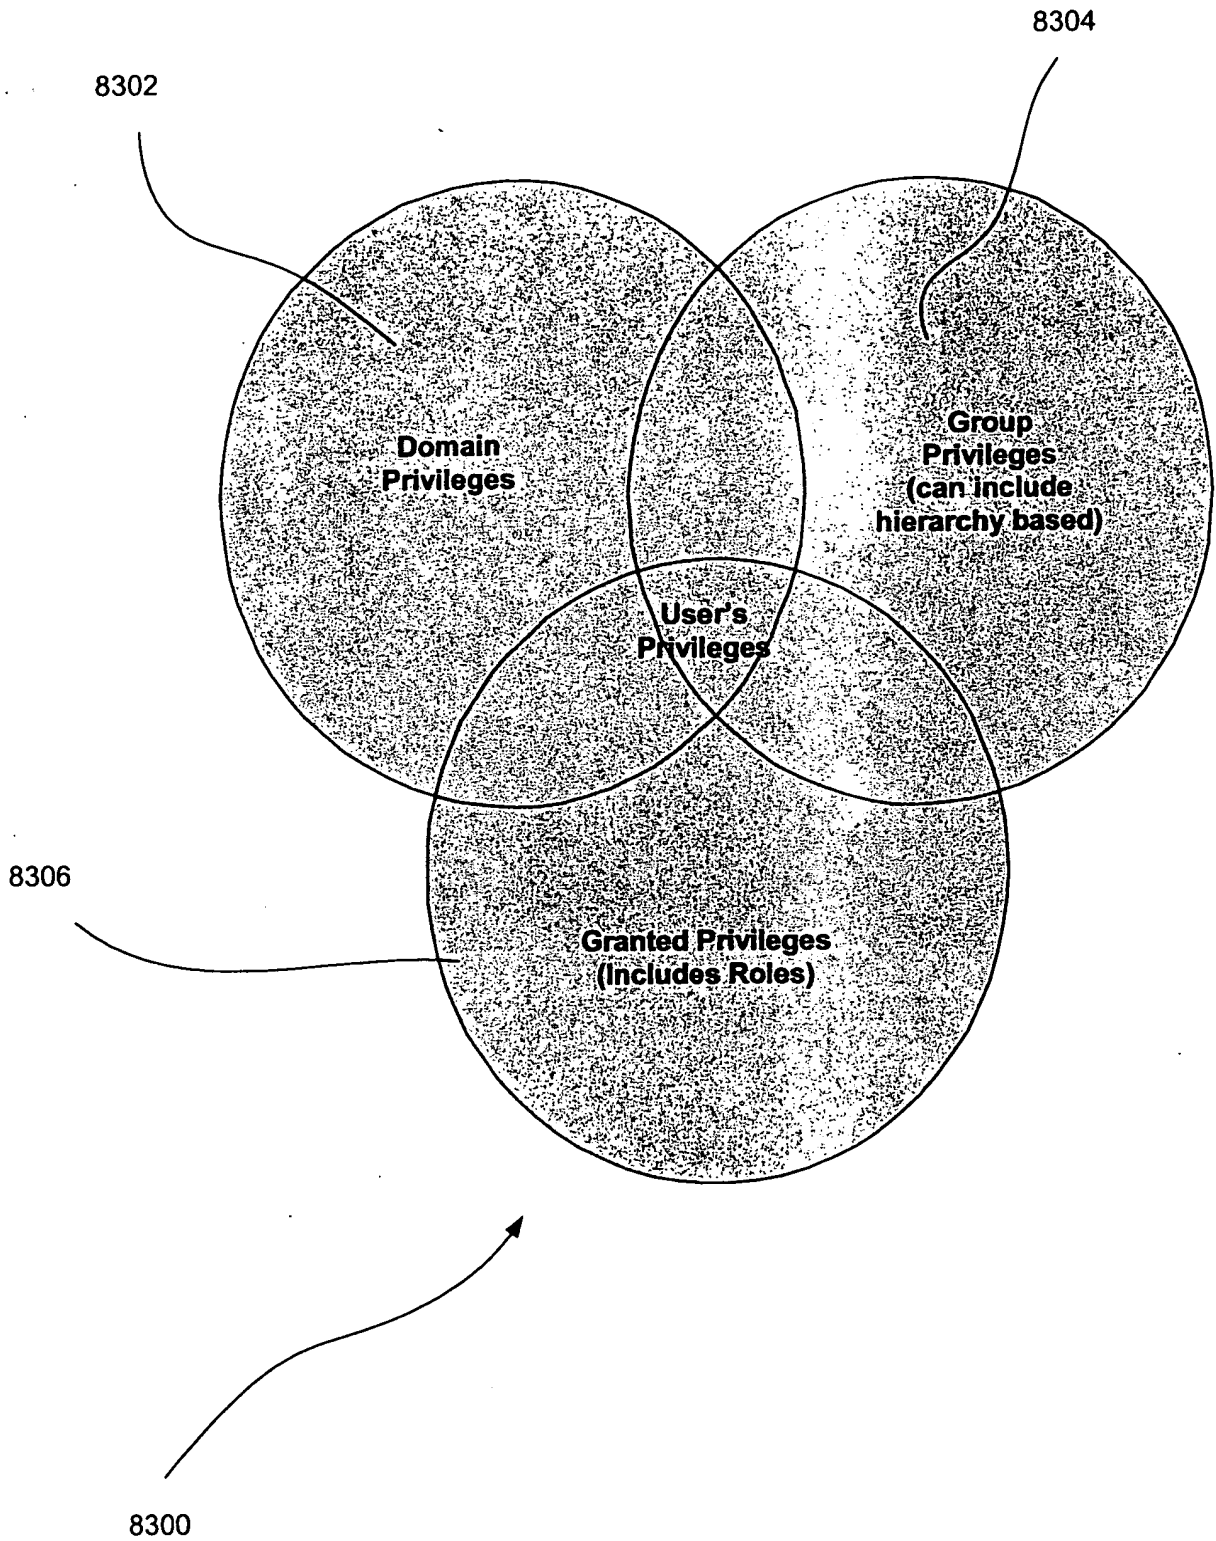 8304
8302
Domain
Privileges
Group
Privileges
(can include
hierarchy based)
User's
Privileges
8306
Granted Privileges
(Includes Roles)
8300